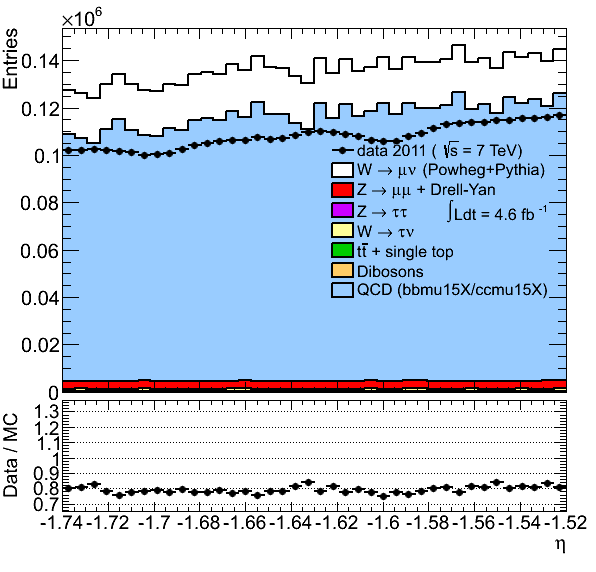 ×10⁶
Entries
0.14
0.12
0.1
0.08
0.06
0.04
0.02
0
data 2011 ( √s = 7 TeV)
W → μν (Powheg+Pythia)
Z → μμ + Drell-Yan
Z → ττ
∫Ldt = 4.6 fb⁻¹
W → τν
tt̄ + single top
Dibosons
QCD (bbmu15X/ccmu15X)
Data / MC
1.3
1.2
1.1
1
0.9
0.8
0.7
-1.74 -1.72 -1.7 -1.68 -1.66 -1.64 -1.62 -1.6 -1.58 -1.56 -1.54 -1.52
η